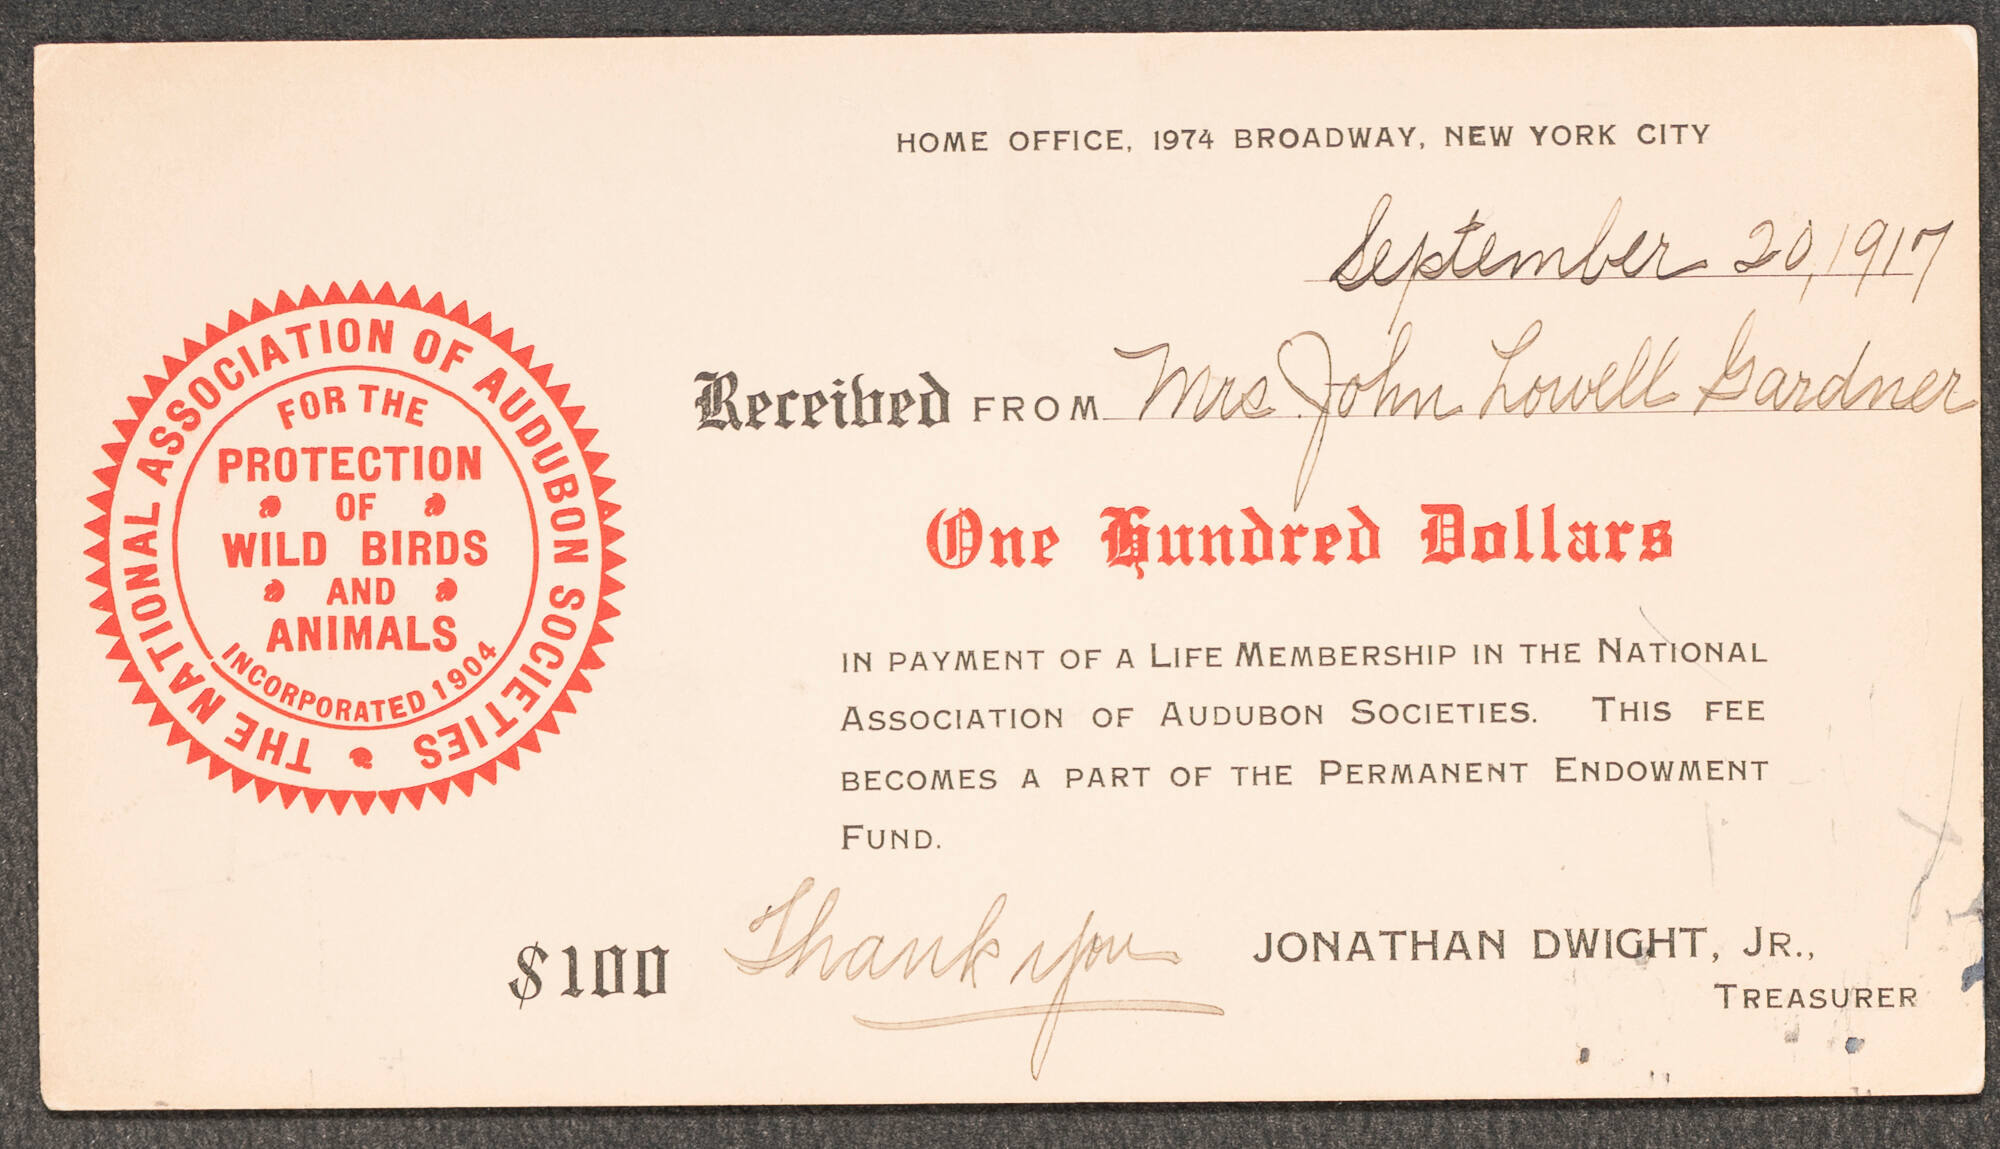 HOME OFFICE, 1974 BROADWAY, NEW YORK CITY
September 20, 1917
Received FROM Mrs. John Lowell Gardner
One Hundred Dollars
IN PAYMENT OF A LIFE MEMBERSHIP IN THE NATIONAL
ASSOCIATION OF AUDUBON SOCIETIES. THIS FEE
BECOMES A PART OF THE PERMANENT ENDOWMENT
FUND.
$100 Thank you JONATHAN DWIGHT, JR.,
TREASURER
THE NATIONAL ASSOCIATION OF AUDUBON SOCIETIES
FOR THE
PROTECTION
OF
WILD BIRDS
AND
ANIMALS
INCORPORATED 1904